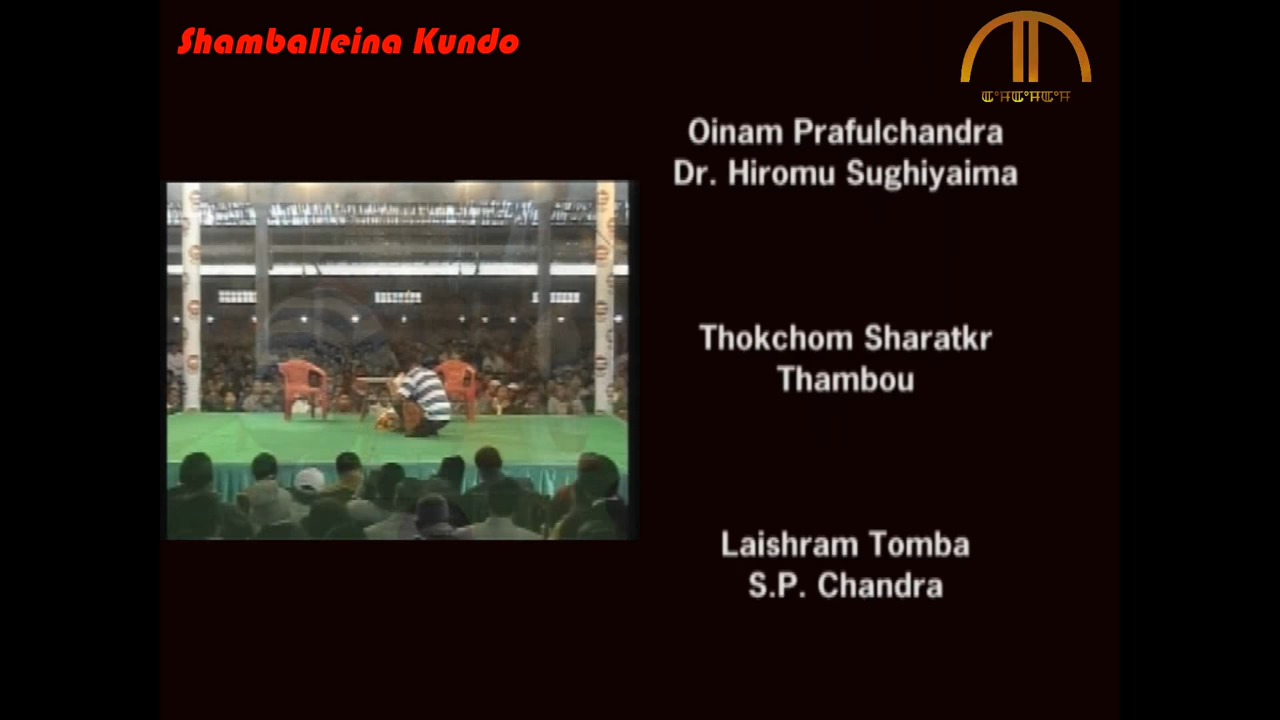 Shamballeina Kundo
Oinam Prafulchandra
Dr. Hiromu Sughiyaima
Thokchom Sharatkr
Thambou
Laishram Tomba
S.P. Chandra